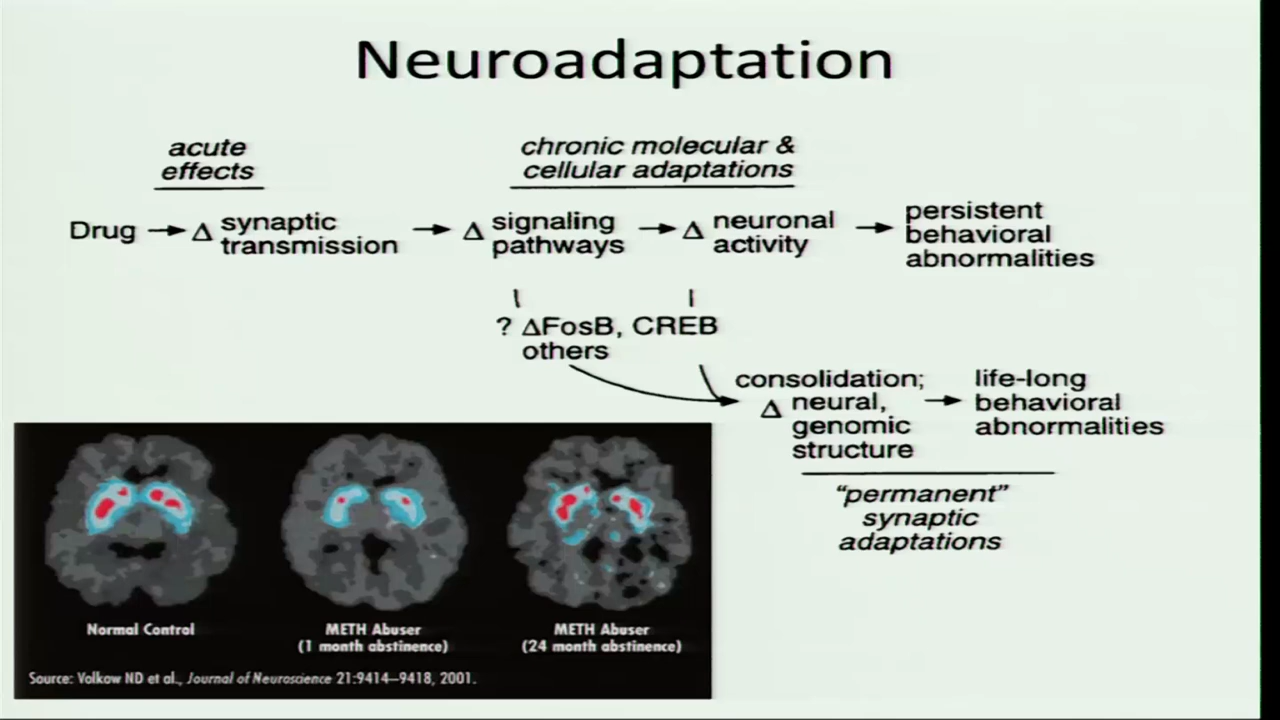 Neuroadaptation
acute
effects
chronic molecular &
cellular adaptations
Drug → Δ synaptic
transmission
→ Δ signaling
pathways
→ Δ neuronal
activity
→ persistent
behavioral
abnormalities
? ΔFosB, CREB
others
consolidation;
Δ neural,
genomic
structure
→ life-long
behavioral
abnormalities
"permanent"
synaptic
adaptations
Normal Control
METH Abuser
(1 month abstinence)
METH Abuser
(24 month abstinence)
Source: Volkow ND et al., Journal of Neuroscience 21:9414–9418, 2001.